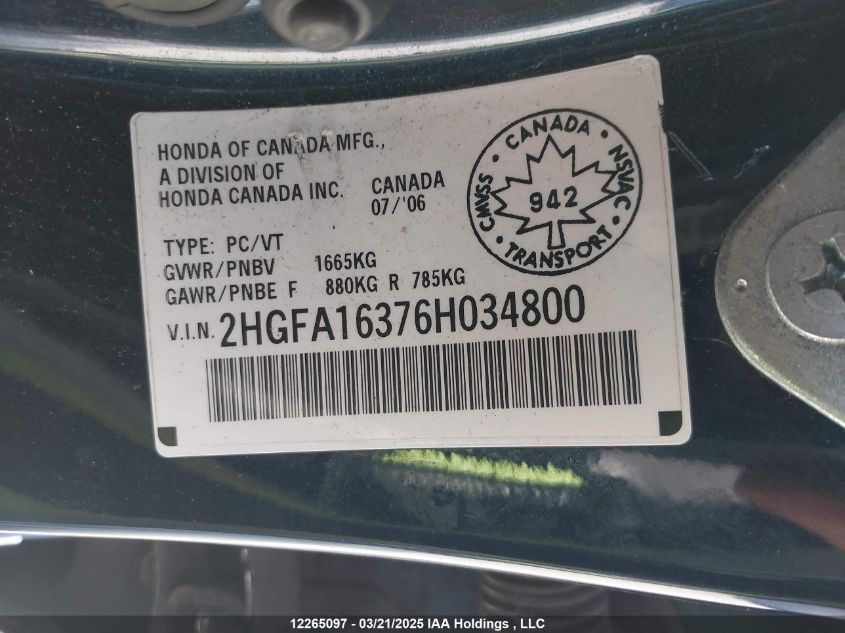 HONDA OF CANADA MFG.,
A DIVISION OF
HONDA CANADA INC. CANADA
07/'06
TYPE: PC/VT
GVWR/PNBV 1665KG
GAWR/PNBE F 880KG R 785KG
V.I.N. 2HGFA16376H034800
• CANADA •
NSVAC
• TRANSPORT •
CMVSS
942
12265097 - 03/21/2025 IAA Holdings , LLC